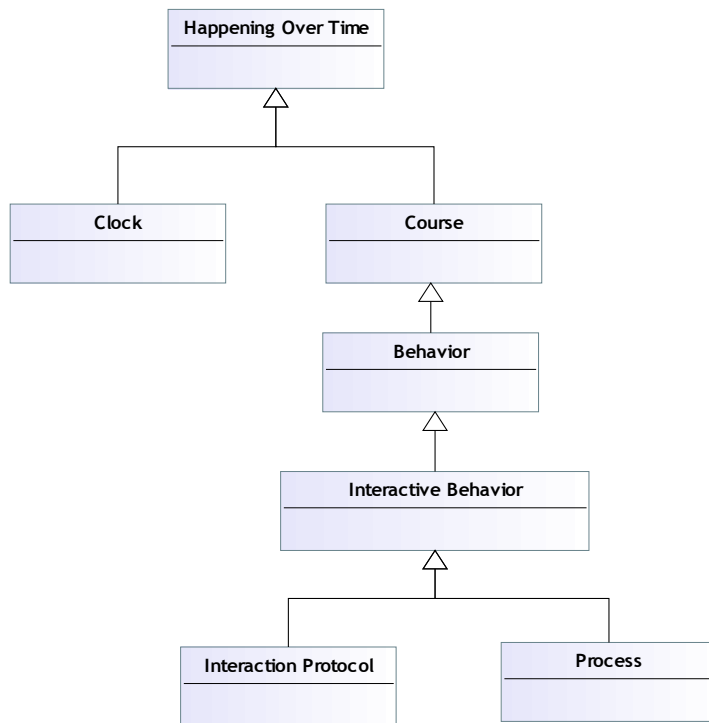 Happening Over Time
Clock
Course
Behavior
Interactive Behavior
Interaction Protocol
Process